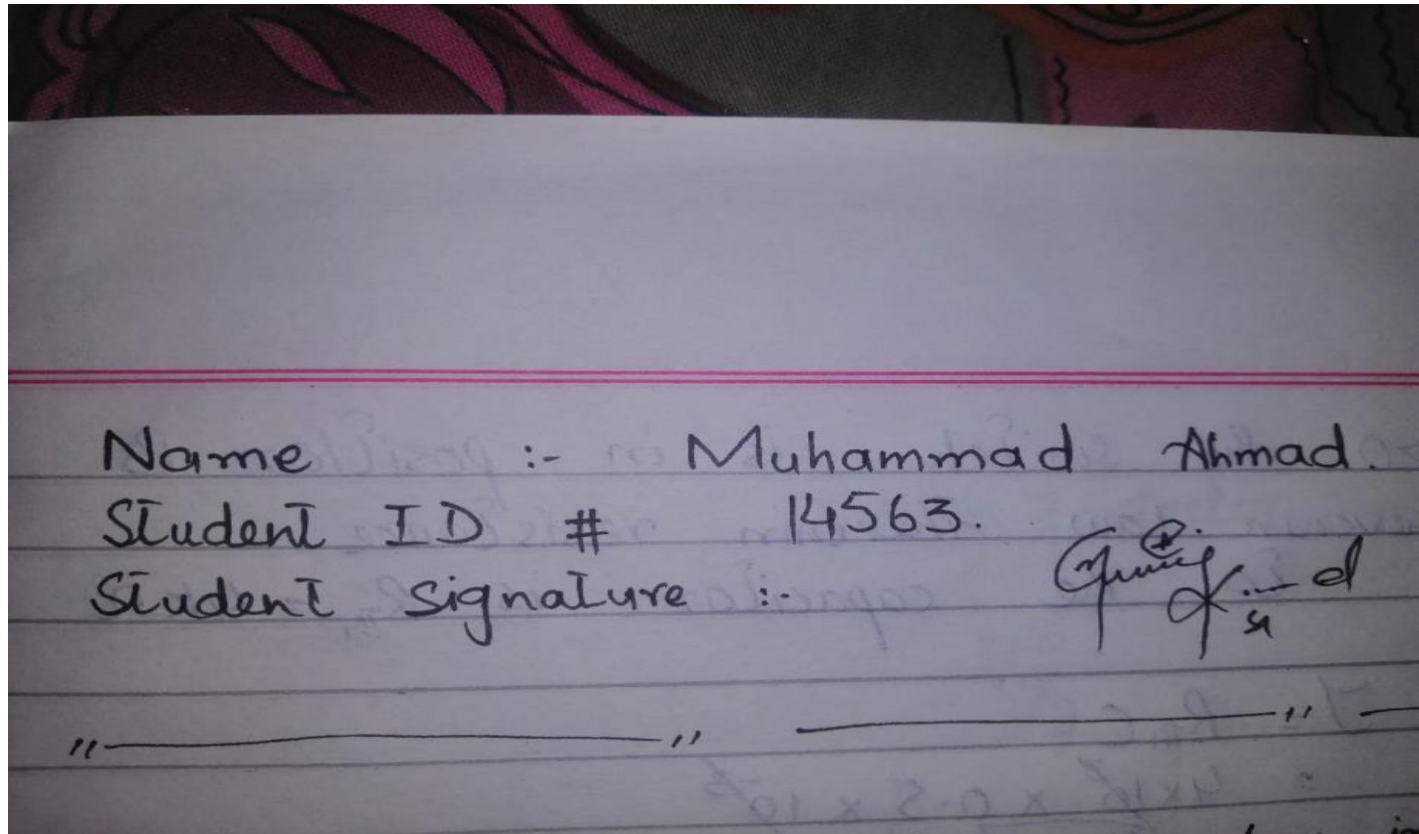 Name :- Muhammad Ahmad.
Student ID # 14563.
Student Signature :-